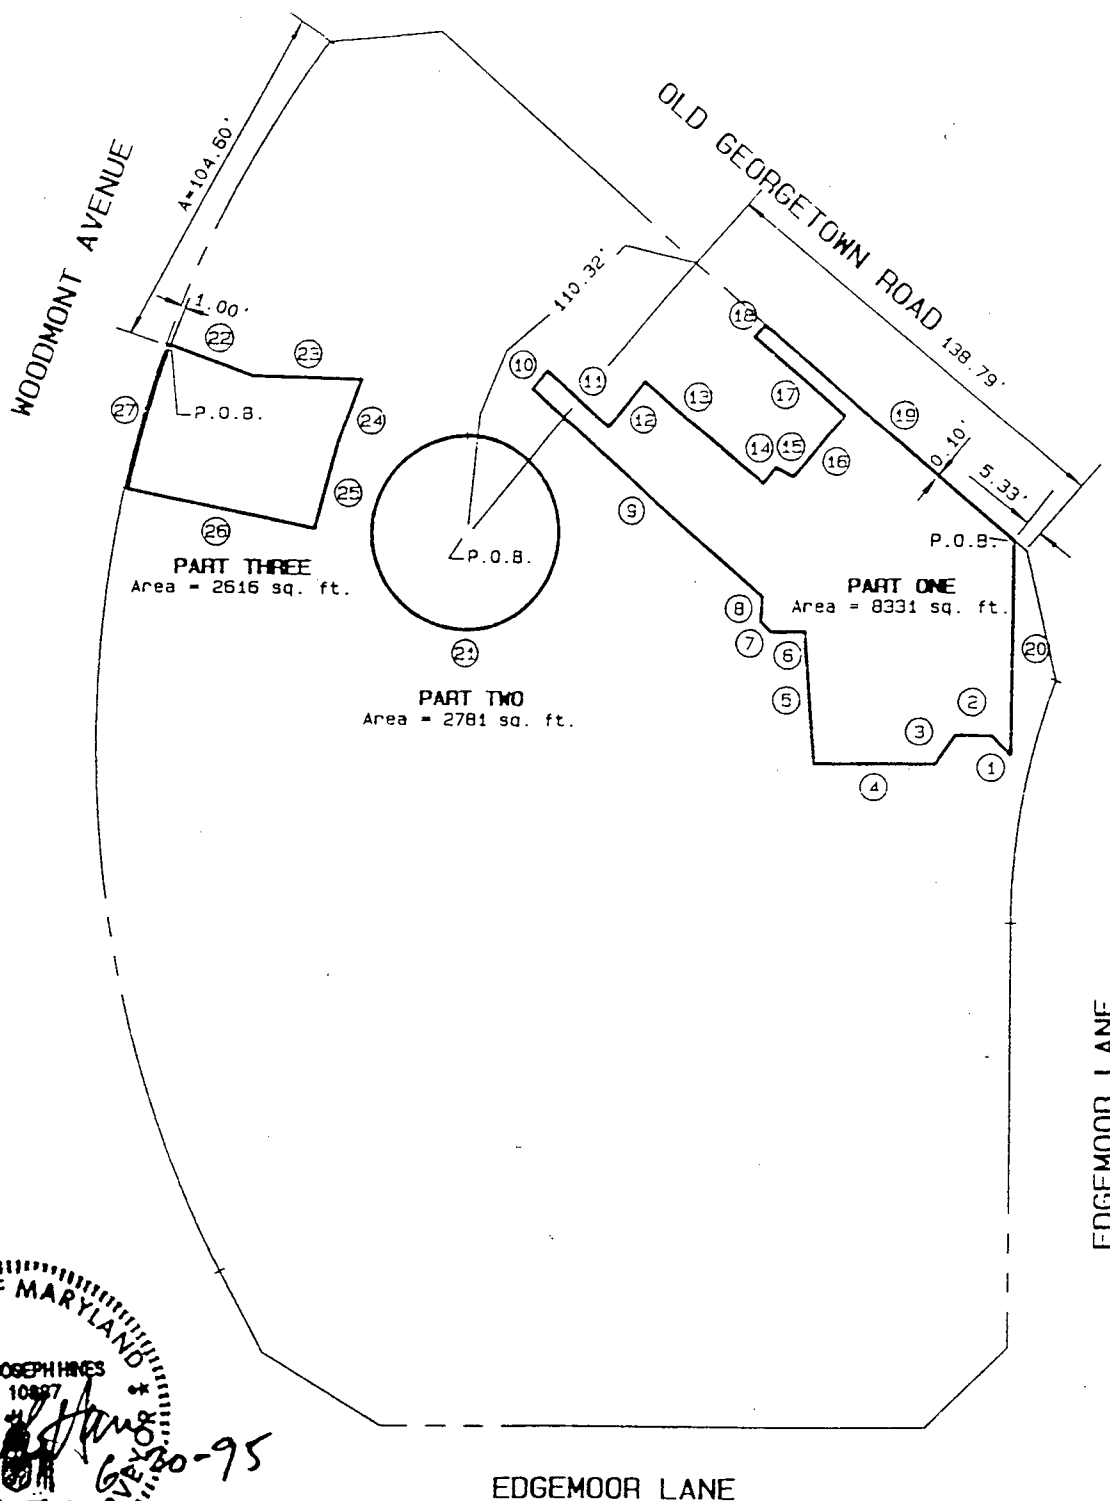 OLD GEORGETOWN ROAD
WOODMONT AVENUE
A=104.60'
1.00'
110.32'
138.79'
0.10'
5.33'
22
23
24
25
26
27
P.O.B.
PART THREE
Area = 2616 sq. ft.
18
10
11
12
13
14
15
16
17
19
9
P.O.B.
P.O.B.
PART ONE
Area = 8331 sq. ft.
8
7
6
5
4
3
2
1
20
21
PART TWO
Area = 2781 sq. ft.
EDGEMOOR LANE
MARYLAND
JOSEPH HINES
10887
6-30-95
EDGEMOOR LANE